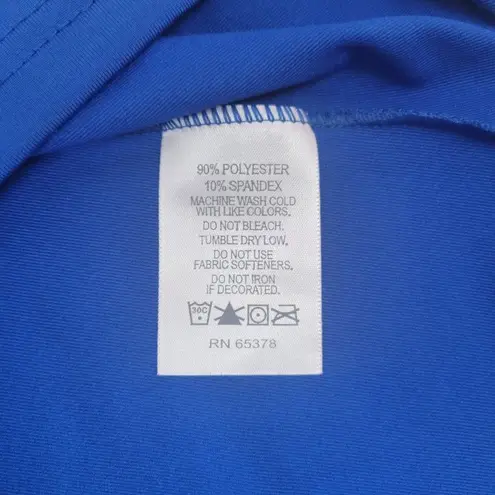 90% POLYESTER
10% SPANDEX
MACHINE WASH COLD
WITH LIKE COLORS.
DO NOT BLEACH.
TUMBLE DRY LOW.
DO NOT USE
FABRIC SOFTENERS.
DO NOT IRON
IF DECORATED.
30C
RN 65378